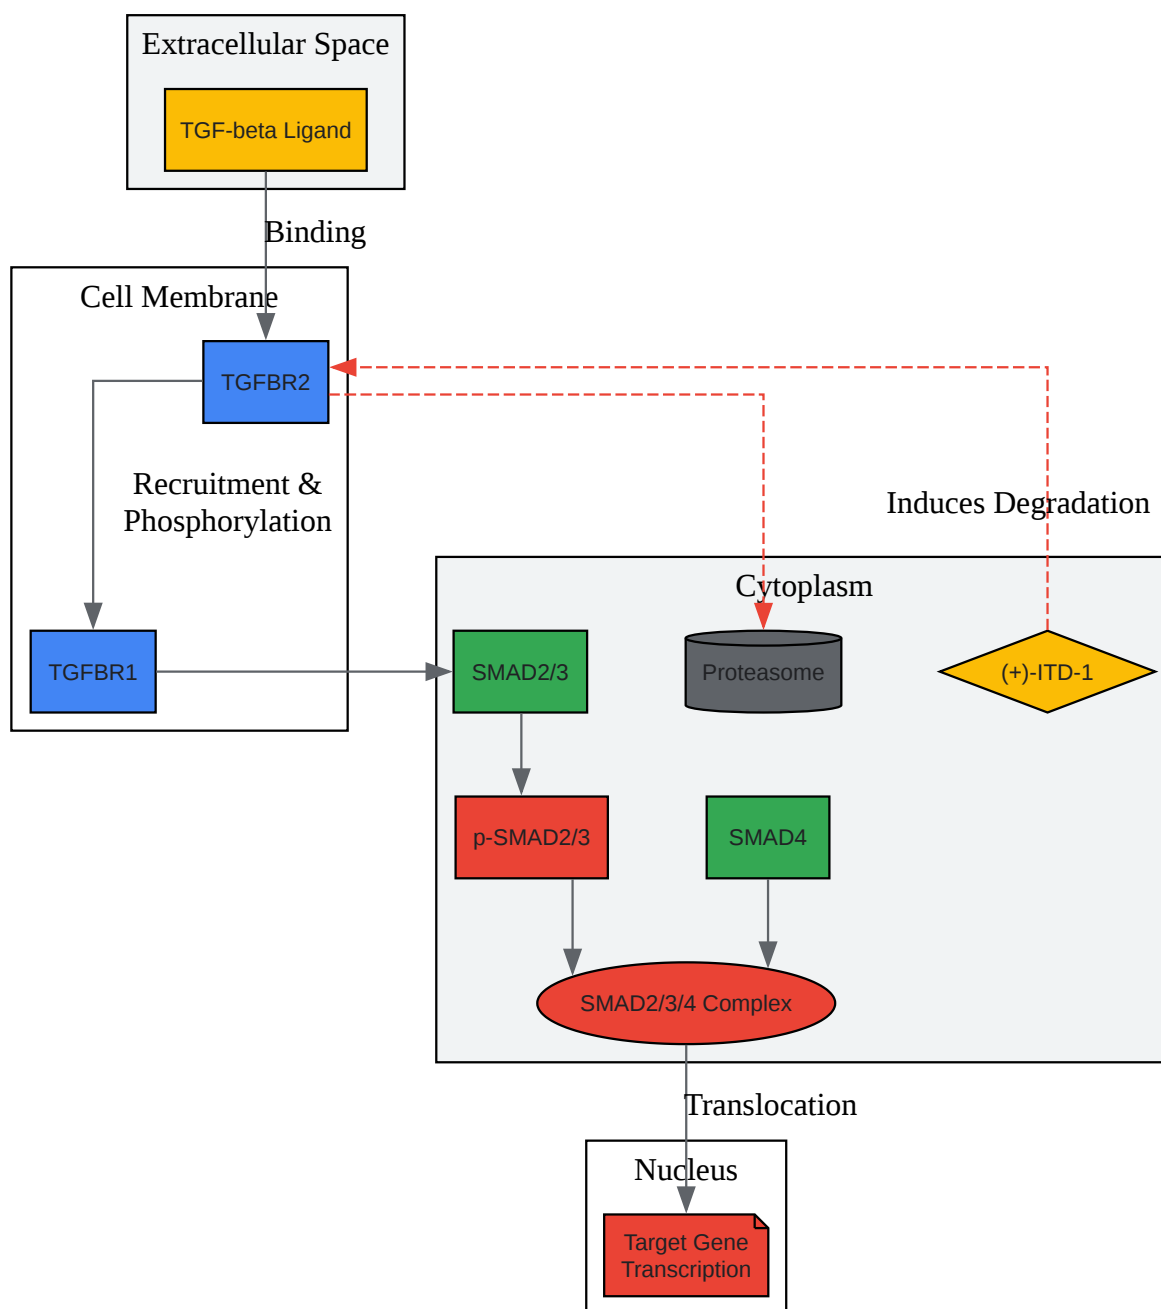 Extracellular Space
TGF-beta Ligand
Binding
Cell Membrane
TGFBR2
Recruitment &
Phosphorylation
Induces Degradation
Cytoplasm
TGFBR1
SMAD2/3
Proteasome
(+)-ITD-1
p-SMAD2/3
SMAD4
SMAD2/3/4 Complex
Translocation
Nucleus
Target Gene
Transcription